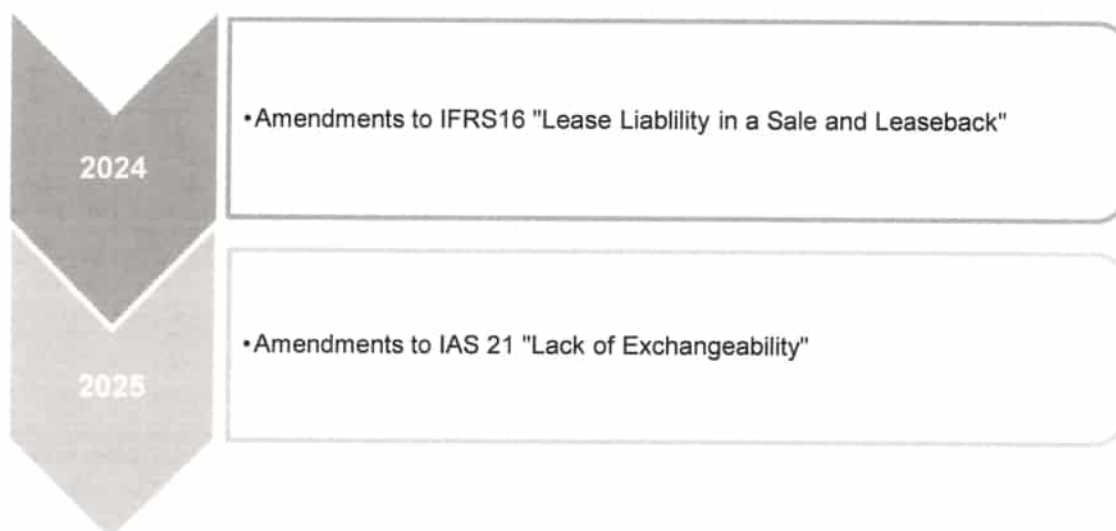 2024
•Amendments to IFRS16 "Lease Liablility in a Sale and Leaseback"
2025
•Amendments to IAS 21 "Lack of Exchangeability"